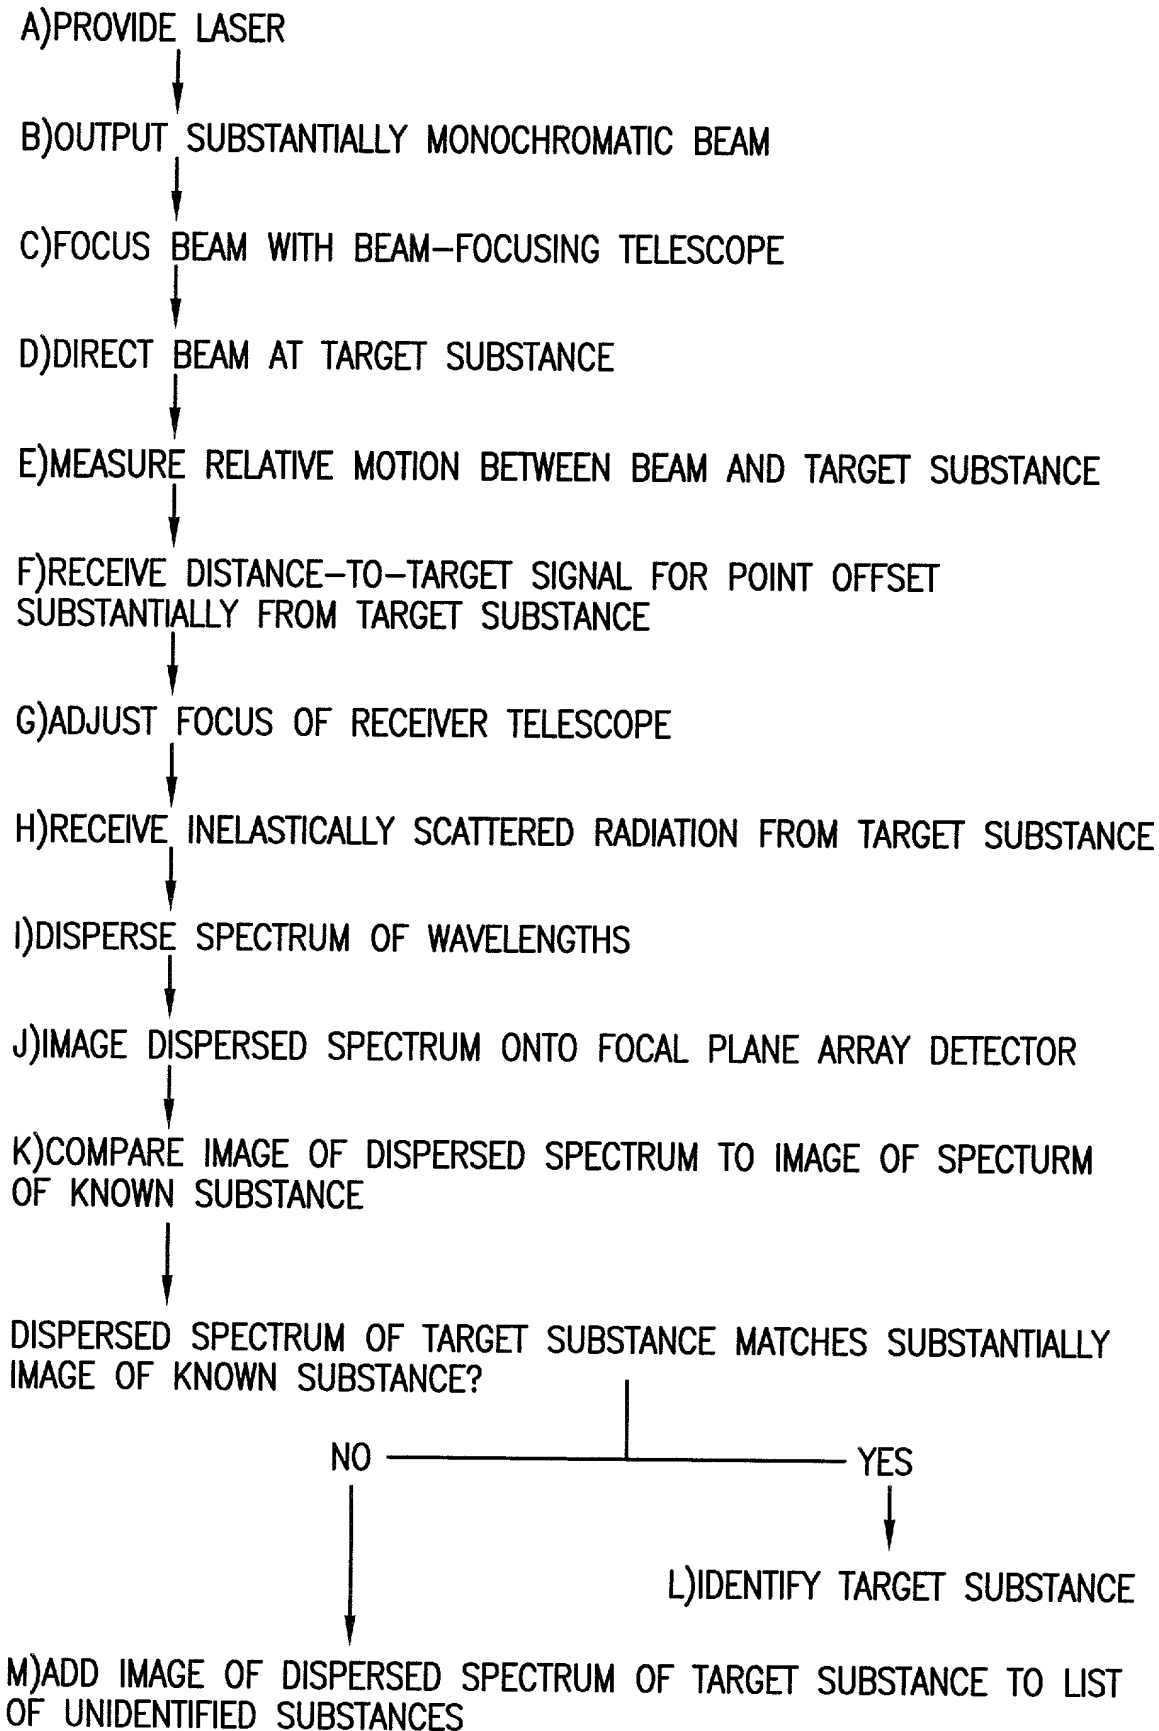 A)PROVIDE LASER
B)OUTPUT SUBSTANTIALLY MONOCHROMATIC BEAM
C)FOCUS BEAM WITH BEAM-FOCUSING TELESCOPE
D)DIRECT BEAM AT TARGET SUBSTANCE
E)MEASURE RELATIVE MOTION BETWEEN BEAM AND TARGET SUBSTANCE
F)RECEIVE DISTANCE-TO-TARGET SIGNAL FOR POINT OFFSET
SUBSTANTIALLY FROM TARGET SUBSTANCE
G)ADJUST FOCUS OF RECEIVER TELESCOPE
H)RECEIVE INELASTICALLY SCATTERED RADIATION FROM TARGET SUBSTANCE
I)DISPERSE SPECTRUM OF WAVELENGTHS
J)IMAGE DISPERSED SPECTRUM ONTO FOCAL PLANE ARRAY DETECTOR
K)COMPARE IMAGE OF DISPERSED SPECTRUM TO IMAGE OF SPECTURM
OF KNOWN SUBSTANCE
DISPERSED SPECTRUM OF TARGET SUBSTANCE MATCHES SUBSTANTIALLY
IMAGE OF KNOWN SUBSTANCE?
NO YES
L)IDENTIFY TARGET SUBSTANCE
M)ADD IMAGE OF DISPERSED SPECTRUM OF TARGET SUBSTANCE TO LIST
OF UNIDENTIFIED SUBSTANCES